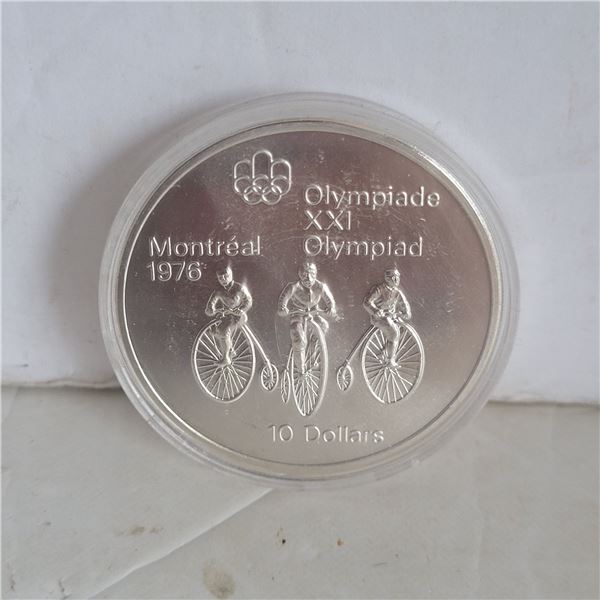 Olympiade
XXI
Montréal Olympiad
1976
10 Dollars